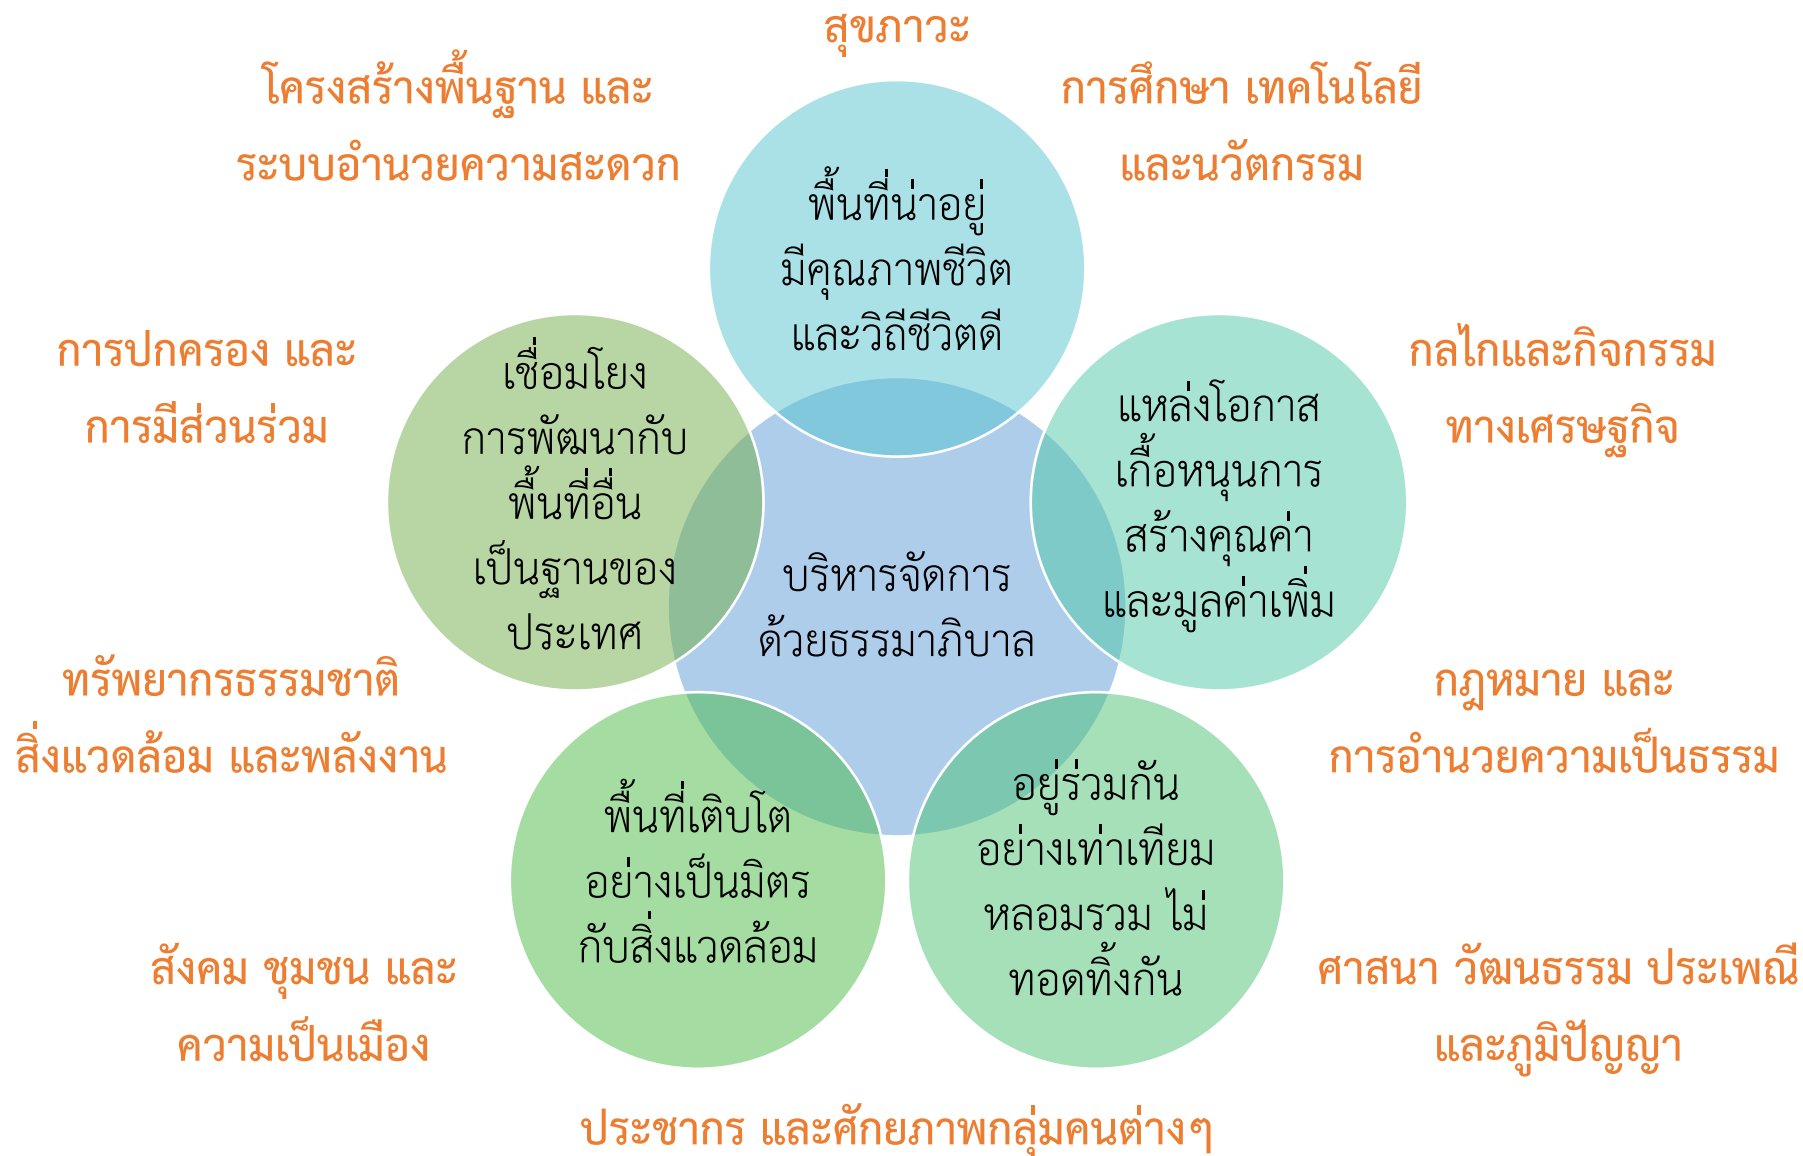 สุขภาวะ
โครงสร้างพื้นฐาน และ
ระบบอำนวยความสะดวก
การศึกษา เทคโนโลยี
และนวัตกรรม
พื้นที่น่าอยู่
มีคุณภาพชีวิต
และวิถีชีวิตดี
การปกครอง และ
การมีส่วนร่วม
เชื่อมโยง
การพัฒนากับ
พื้นที่อื่น
เป็นฐานของ
ประเทศ
แหล่งโอกาส
เกื้อหนุนการ
สร้างคุณค่า
และมูลค่าเพิ่ม
กลไกและกิจกรรม
ทางเศรษฐกิจ
บริหารจัดการ
ด้วยธรรมาภิบาล
ทรัพยากรธรรมชาติ
สิ่งแวดล้อม และพลังงาน
กฎหมาย และ
การอำนวยความเป็นธรรม
พื้นที่เติบโต
อย่างเป็นมิตร
กับสิ่งแวดล้อม
อยู่ร่วมกัน
อย่างเท่าเทียม
หลอมรวม ไม่
ทอดทิ้งกัน
สังคม ชุมชน และ
ความเป็นเมือง
ศาสนา วัฒนธรรม ประเพณี
และภูมิปัญญา
ประชากร และศักยภาพกลุ่มคนต่างๆ